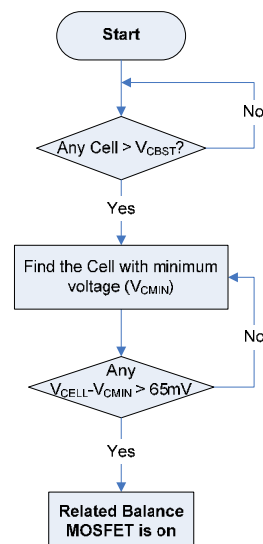 Start
No
Any Cell > VCBST?
Yes
Find the Cell with minimum
voltage (VCMIN)
No
Any
VCELL-VCMIN > 65mV
Yes
Related Balance
MOSFET is on